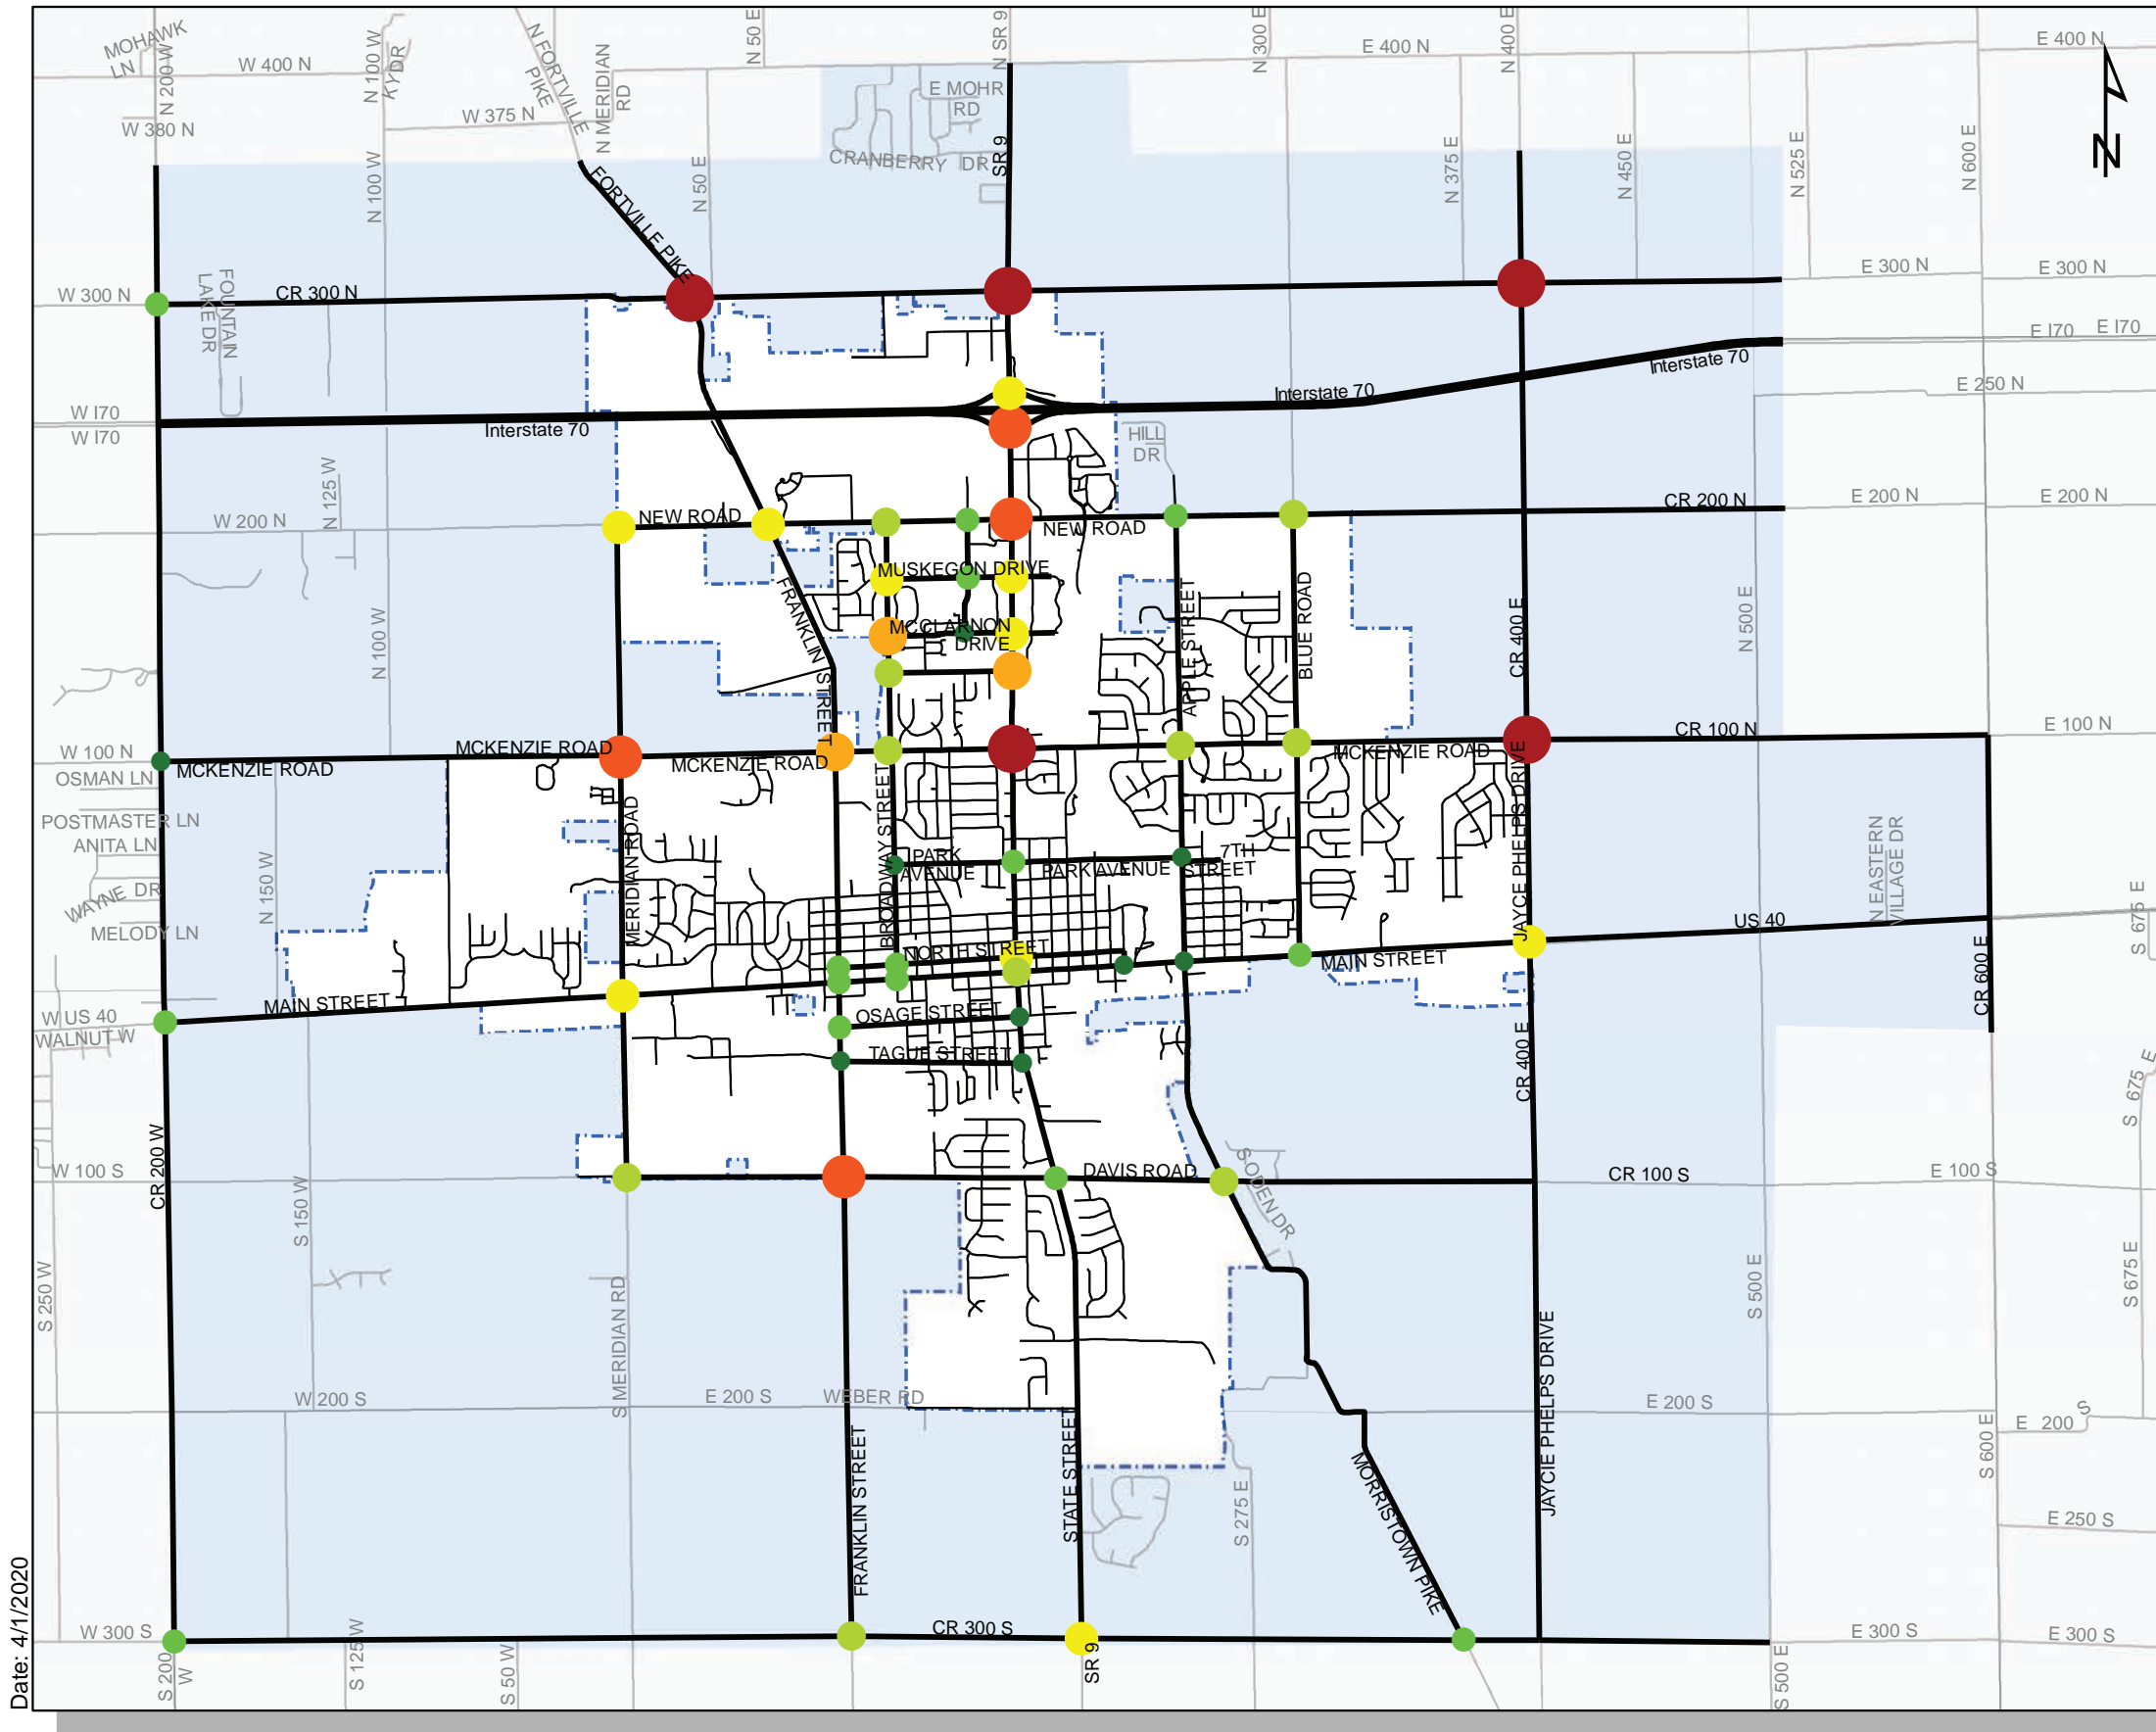 MOHAWK
LN
N 200 W
W 400 N
N 100 W
KY DR
N FORTVILLE
PIKE
N MERIDIAN
RD
N 50 E
N SR 9
N 300 E
E 400 N
N 400 E
E 400 N
W 380 N
W 375 N
E MOHR
RD
CRANBERRY DR
SR 9
N 100 W
N 50 E
N 375 E
N 450 E
N 525 E
N 600 E
N
FORTVILLE PIKE
W 300 N
FOUNTAIN
LAKE DR
CR 300 N
E 300 N
E 300 N
E I70
E I70
Interstate 70
Interstate 70
E 250 N
W I70
W I70
Interstate 70
HILL
DR
N 125 W
W 200 N
NEW ROAD
NEW ROAD
CR 200 N
E 200 N
E 200 N
MUSKEGON DRIVE
FRANKLIN STREET
MCCLARNON
DRIVE
APPLE STREET
BLUE ROAD
CR 400 E
N 500 E
N 100 W
W 100 N
OSMAN LN
MCKENZIE ROAD
MCKENZIE ROAD
MCKENZIE ROAD
MCKENZIE ROAD
CR 100 N
E 100 N
POSTMASTER LN
ANITA LN
WAYNE DR
MELODY LN
N 150 W
MERIDIAN ROAD
BROADWAY STREET
PARK
AVENUE
PARK AVENUE
7TH
STREET
JAYCE PHELPS DRIVE
N EASTERN
VILLAGE DR
S 675 E
US 40
NORTH STREET
MAIN STREET
MAIN STREET
CR 600 E
W US 40
WALNUT W
OSAGE STREET
TAGUE STREET
CR 400 E
S 675 E
CR 200 W
W 100 S
S 150 W
DAVIS ROAD
SODEN DR
CR 100 S
E 100 S
S 250 W
S MERIDIAN RD
S 500 E
S 675 E
W 200 S
E 200 S
WEBER RD
E 200 S
E 200 S
JAYCIE PHELPS DRIVE
FRANKLIN STREET
STATE STREET
S 275 E
MORRISTOWN PIKE
S 600 E
E 250 S
Date: 4/1/2020
W 300 S
S 200
W
S 125 W
S 50 W
CR 300 S
SR 9
E 300 S
E 300 S
S 500 E